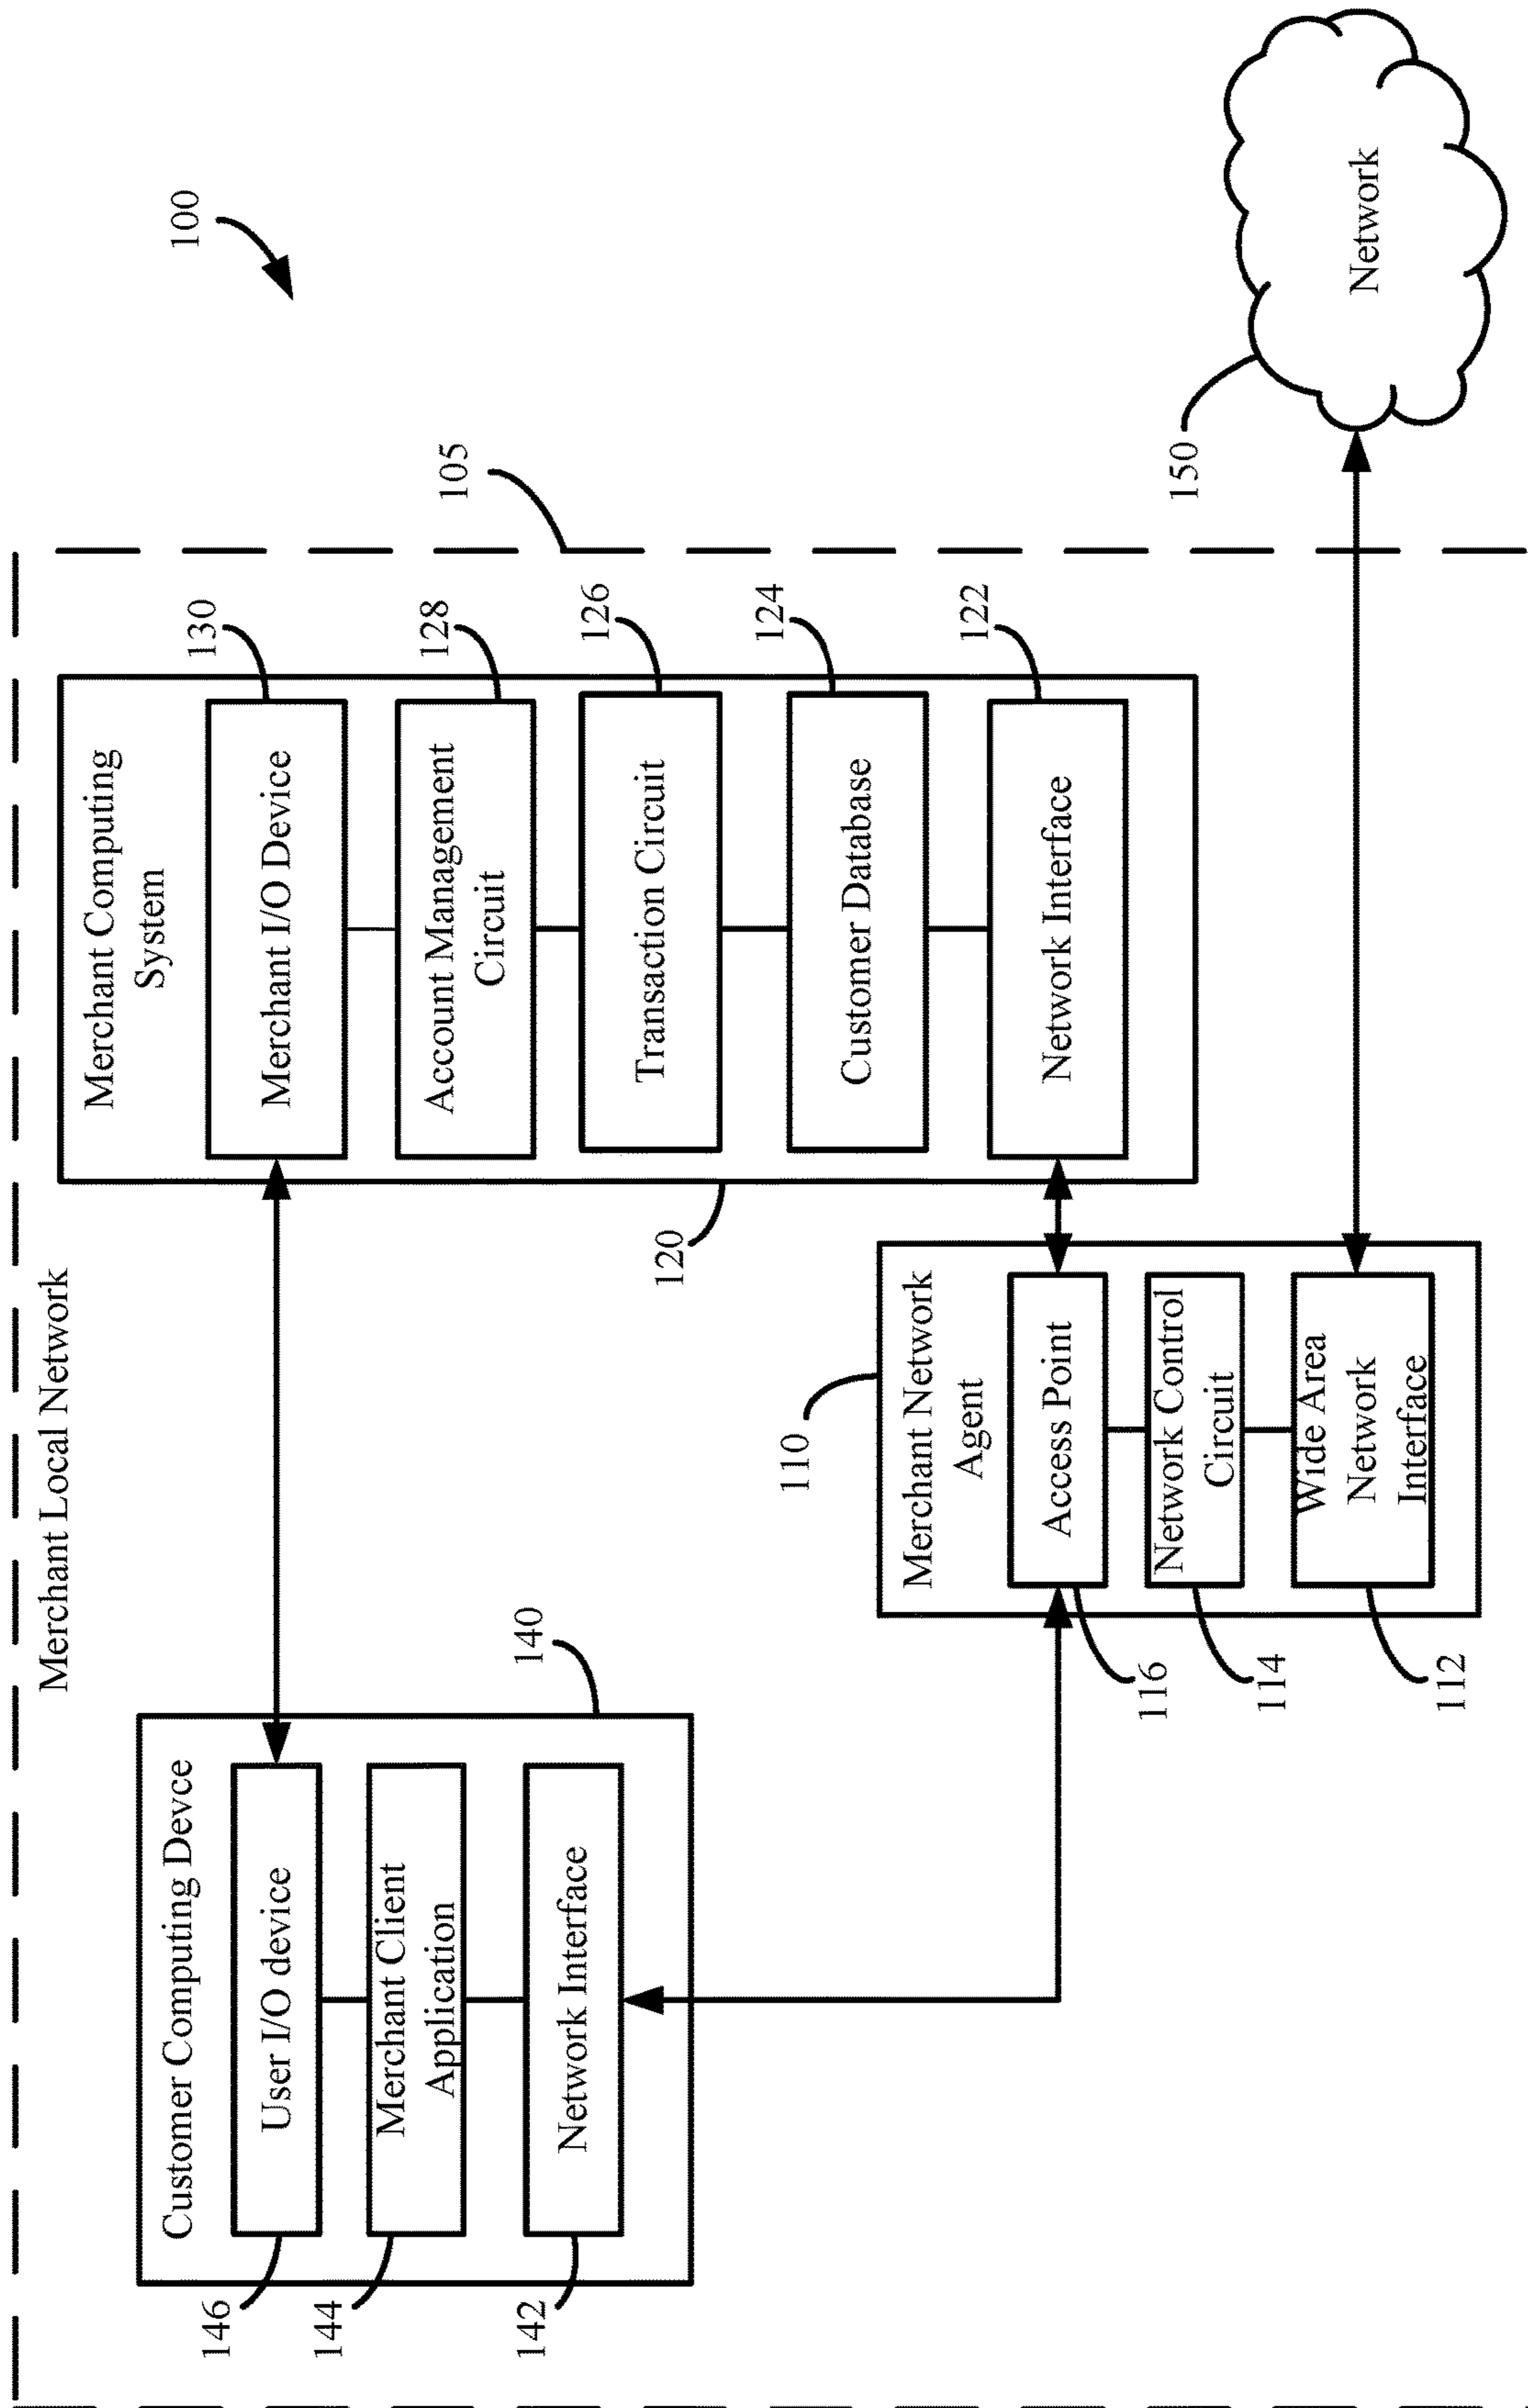 Merchant Local Network
100
105
Customer Computing Devce
User I/O device
Merchant Client
Application
Network Interface
146
144
142
140
Merchant Computing
System
Merchant I/O Device
Account Management
Circuit
Transaction Circuit
Customer Database
Network Interface
130
128
126
124
122
120
Merchant Network
Agent
Access Point
Network Control
Circuit
Wide Area
Network
Interface
110
116
114
112
150
Network